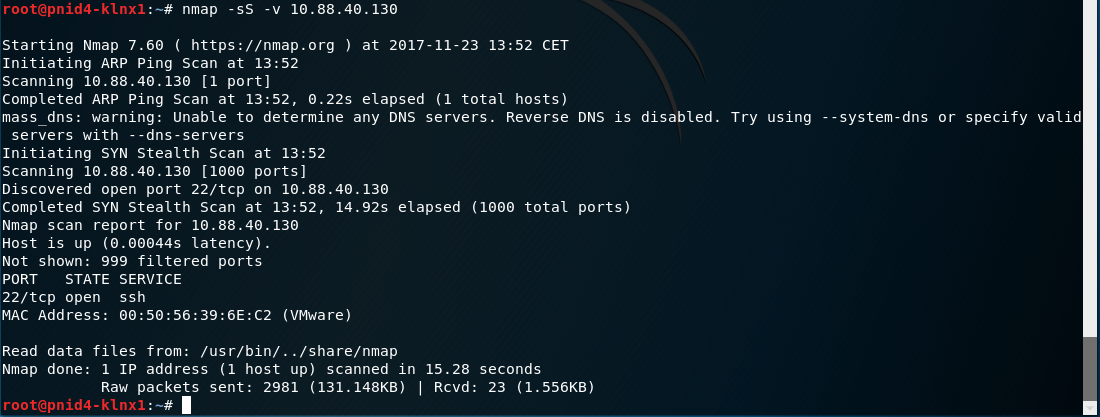 root@pnid4-klnx1:~# nmap -sS -v 10.88.40.130

Starting Nmap 7.60 ( https://nmap.org ) at 2017-11-23 13:52 CET
Initiating ARP Ping Scan at 13:52
Scanning 10.88.40.130 [1 port]
Completed ARP Ping Scan at 13:52, 0.22s elapsed (1 total hosts)
mass_dns: warning: Unable to determine any DNS servers. Reverse DNS is disabled. Try using --system-dns or specify valid
 servers with --dns-servers
Initiating SYN Stealth Scan at 13:52
Scanning 10.88.40.130 [1000 ports]
Discovered open port 22/tcp on 10.88.40.130
Completed SYN Stealth Scan at 13:52, 14.92s elapsed (1000 total ports)
Nmap scan report for 10.88.40.130
Host is up (0.00044s latency).
Not shown: 999 filtered ports
PORT   STATE SERVICE
22/tcp open  ssh
MAC Address: 00:50:56:39:6E:C2 (VMware)

Read data files from: /usr/bin/../share/nmap
Nmap done: 1 IP address (1 host up) scanned in 15.28 seconds
           Raw packets sent: 2981 (131.148KB) | Rcvd: 23 (1.556KB)
root@pnid4-klnx1:~#